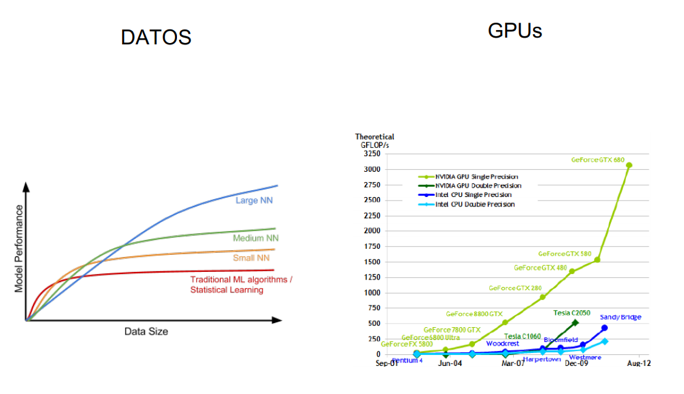 DATOS
GPUs
Model Performance
Large NN
Medium NN
Small NN
Traditional ML algorithms /
Statistical Learning
Data Size
Theoretical
GFLOP/s
3250
3000
2750
2500
2250
2000
1750
1500
1250
1000
750
500
250
0
NVIDIA GPU Single Precision
NVIDIA GPU Double Precision
Intel CPU Single Precision
Intel CPU Double Precision
GeForce GTX 680
GeForce GTX 580
GeForce GTX 480
GeForce GTX 280
GeForce 8800 GTX
GeForce 7800 GTX
GeForce 6800 Ultra
GeForce FX 5800
Tesla C2050
Tesla C1060
Sandy Bridge
Woodcrest
Bloomfield
Pentium 4
Harpertown
Westmere
Sep-01
Jun-04
Mar-07
Dec-09
Aug-12